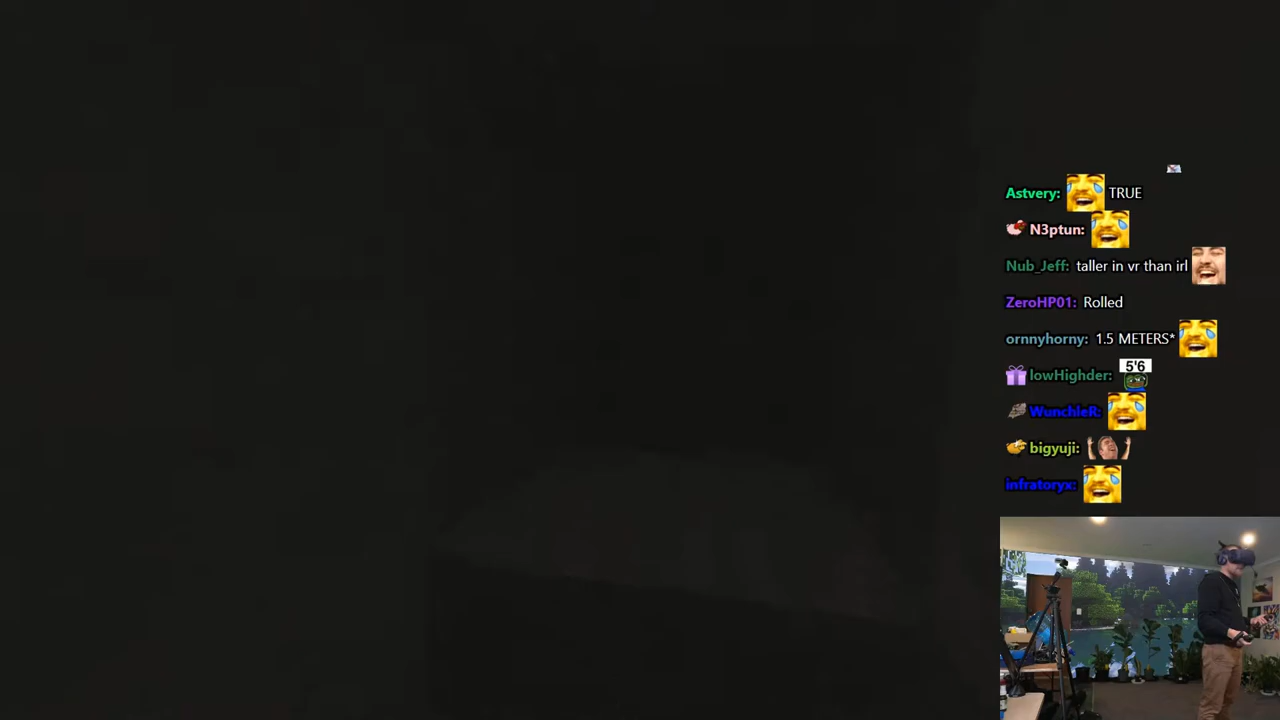 Astvery: TRUE
N3ptun:
Nub_Jeff: taller in vr than irl
ZeroHP01: Rolled
ornnyhorny: 1.5 METERS*
lowHighder: 5'6
WunchleR:
bigyuji:
infratoryx: